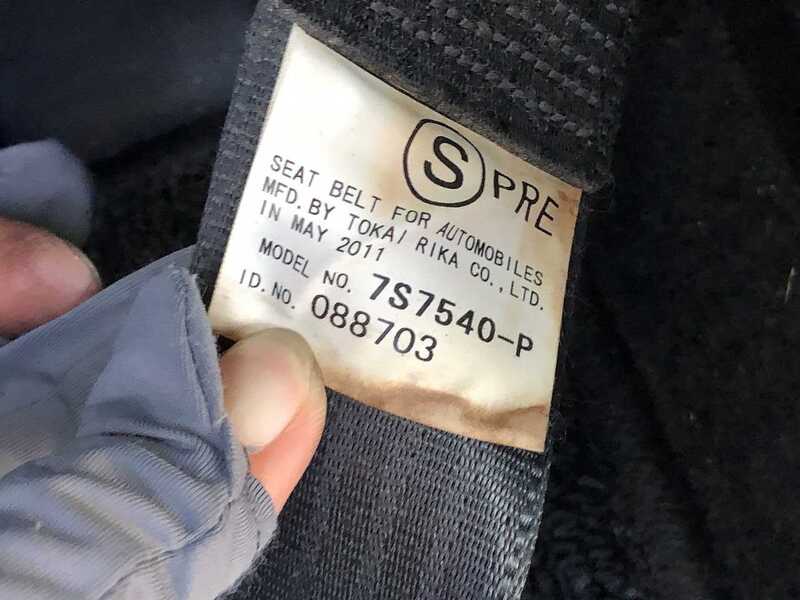 S PRE
SEAT BELT FOR AUTOMOBILES
MFD. BY TOKAI RIKA CO., LTD.
IN MAY 2011
MODEL NO. 7S7540-P
ID. NO. 088703